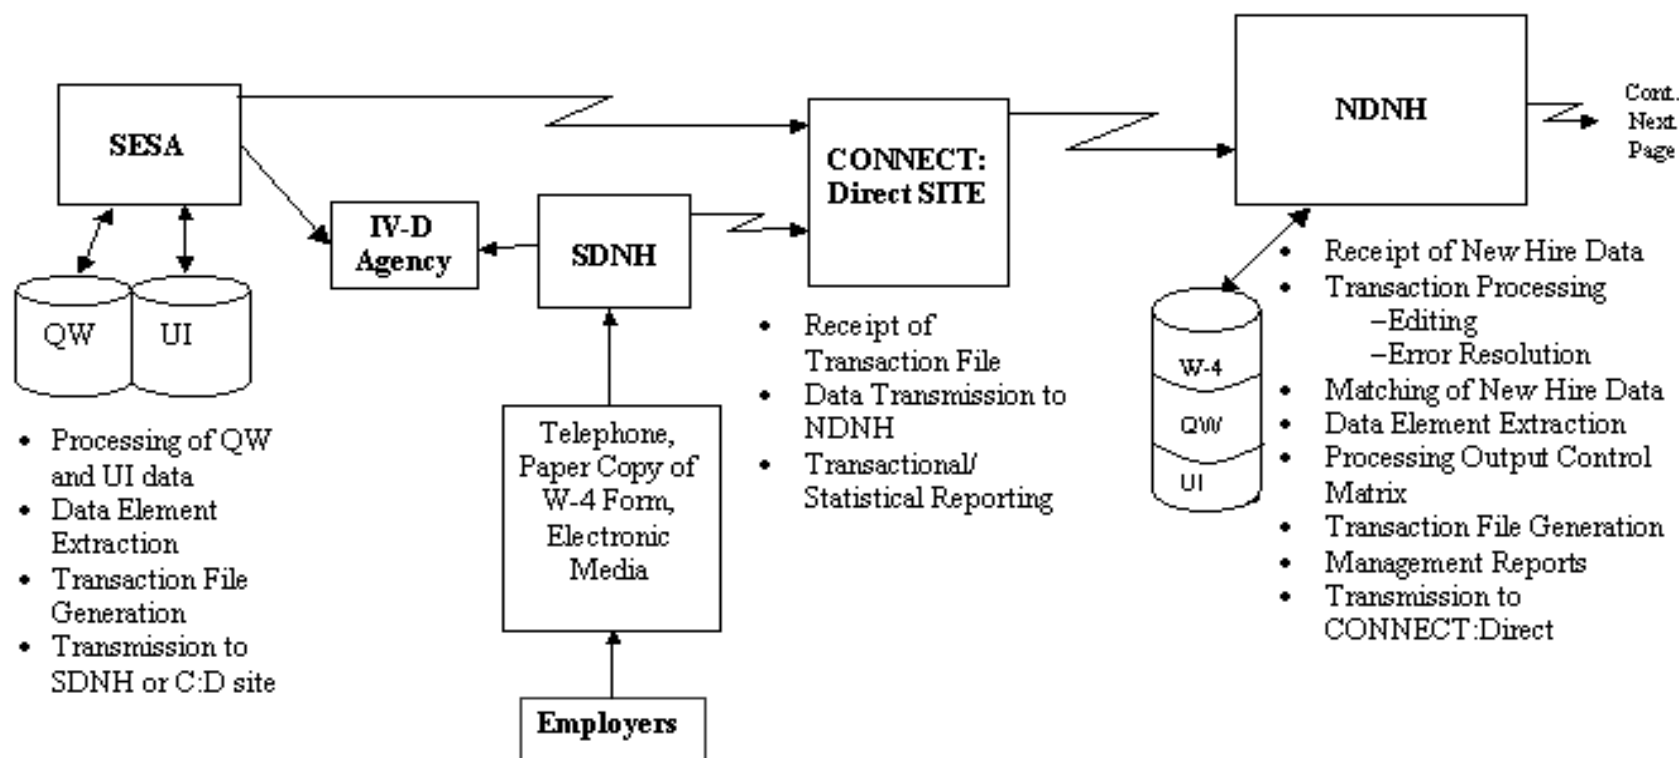 SESA
QW
UI
• Processing of QW
and UI data
• Data Element
Extraction
• Transaction File
Generation
• Transmission to
SDNH or C:D site
IV-D
Agency
SDNH
Telephone,
Paper Copy of
W-4 Form,
Electronic
Media
Employers
CONNECT:
Direct SITE
• Receipt of
Transaction File
• Data Transmission to
NDNH
• Transactional/
Statistical Reporting
NDNH
Cont..
Next
Page
W-4
QW
UI
• Receipt of New Hire Data
• Transaction Processing
–Editing
–Error Resolution
• Matching of New Hire Data
• Data Element Extraction
• Processing Output Control
Matrix
• Transaction File Generation
• Management Reports
• Transmission to
CONNECT:Direct